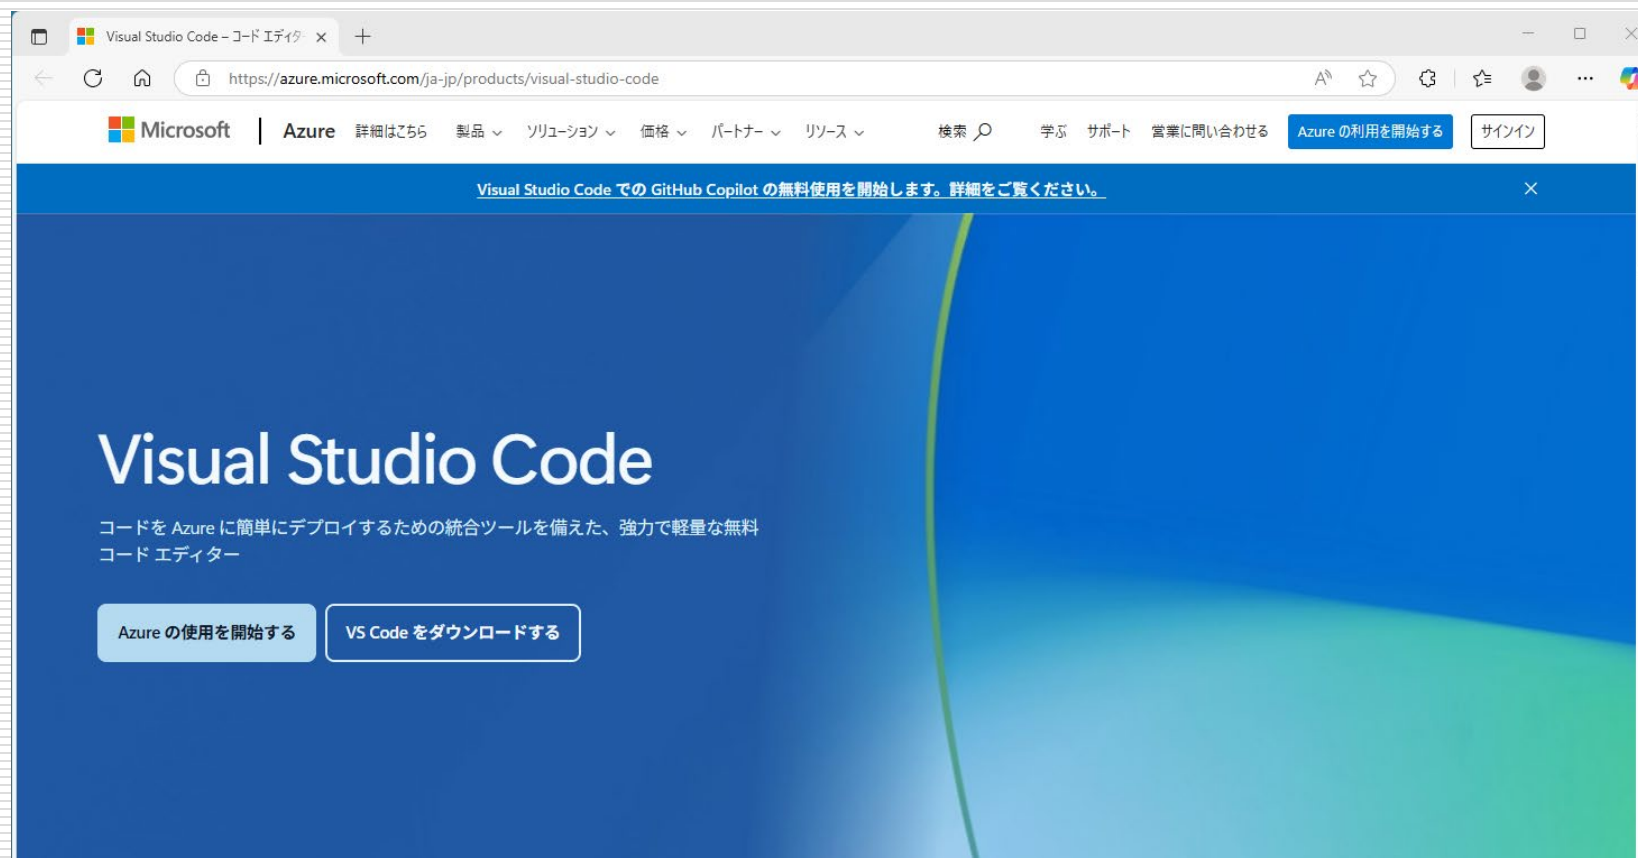 Visual Studio Code – コード エディター
https://azure.microsoft.com/ja-jp/products/visual-studio-code
Microsoft Azure 詳細はこちら 製品 ソリューション 価格 パートナー リソース 検索 学ぶ サポート 営業に問い合わせる Azure の利用を開始する サインイン
Visual Studio Code での GitHub Copilot の無料使用を開始します。詳細をご覧ください。
Visual Studio Code
コードを Azure に簡単にデプロイするための統合ツールを備えた、強力で軽量な無料
コード エディター
Azure の使用を開始する VS Code をダウンロードする